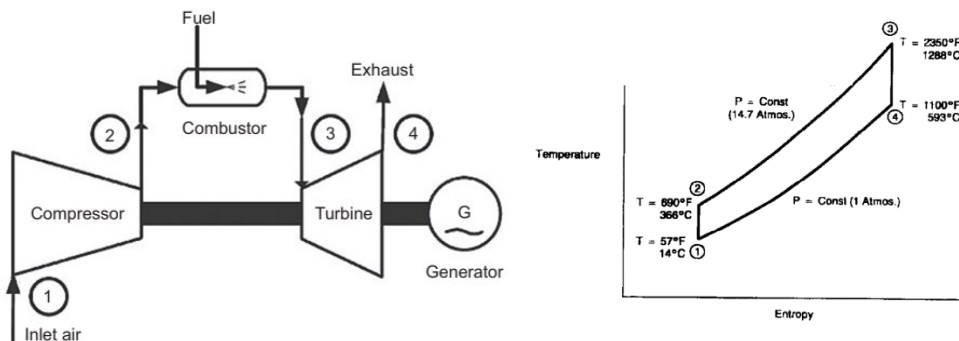 Fuel
Exhaust
Combustor
2
3
4
Compressor
Turbine
G
Generator
1
Inlet air
3
T = 2350°F
1288°C
P = Const
(14.7 Atmos.)
T = 1100°F
593°C
4
Temperature
2
T = 690°F
366°C
P = Const (1 Atmos.)
T = 57°F
14°C
1
Entropy